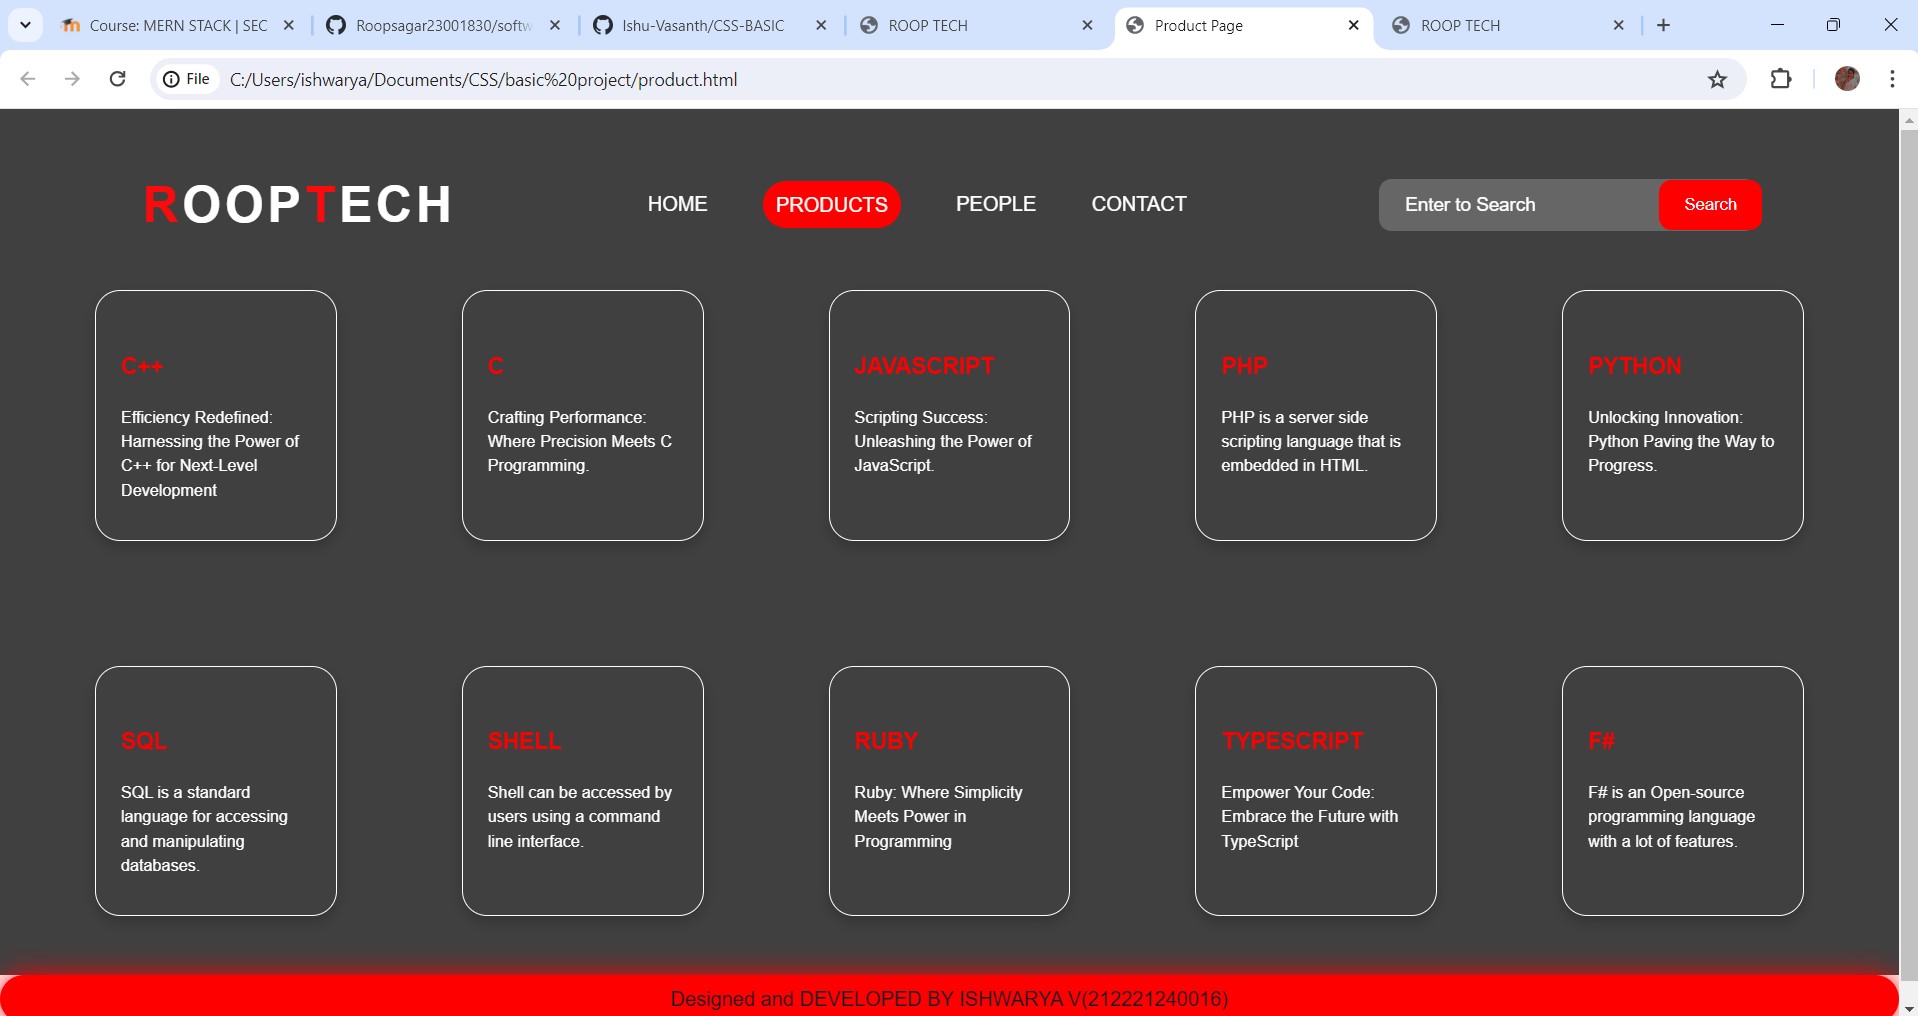 Course: MERN STACK | SEC
Roopsagar23001830/softw
Ishu-Vasanth/CSS-BASIC
ROOP TECH
Product Page
ROOP TECH
File
C:/Users/ishwarya/Documents/CSS/basic%20project/product.html
ROOPTECH
HOME
PRODUCTS
PEOPLE
CONTACT
Enter to Search
Search
C++
Efficiency Redefined:
Harnessing the Power of
C++ for Next-Level
Development
C
Crafting Performance:
Where Precision Meets C
Programming.
JAVASCRIPT
Scripting Success:
Unleashing the Power of
JavaScript.
PHP
PHP is a server side
scripting language that is
embedded in HTML.
PYTHON
Unlocking Innovation:
Python Paving the Way to
Progress.
SQL
SQL is a standard
language for accessing
and manipulating
databases.
SHELL
Shell can be accessed by
users using a command
line interface.
RUBY
Ruby: Where Simplicity
Meets Power in
Programming
TYPESCRIPT
Empower Your Code:
Embrace the Future with
TypeScript
F#
F# is an Open-source
programming language
with a lot of features.
Designed and DEVELOPED BY ISHWARYA V(212221240016)